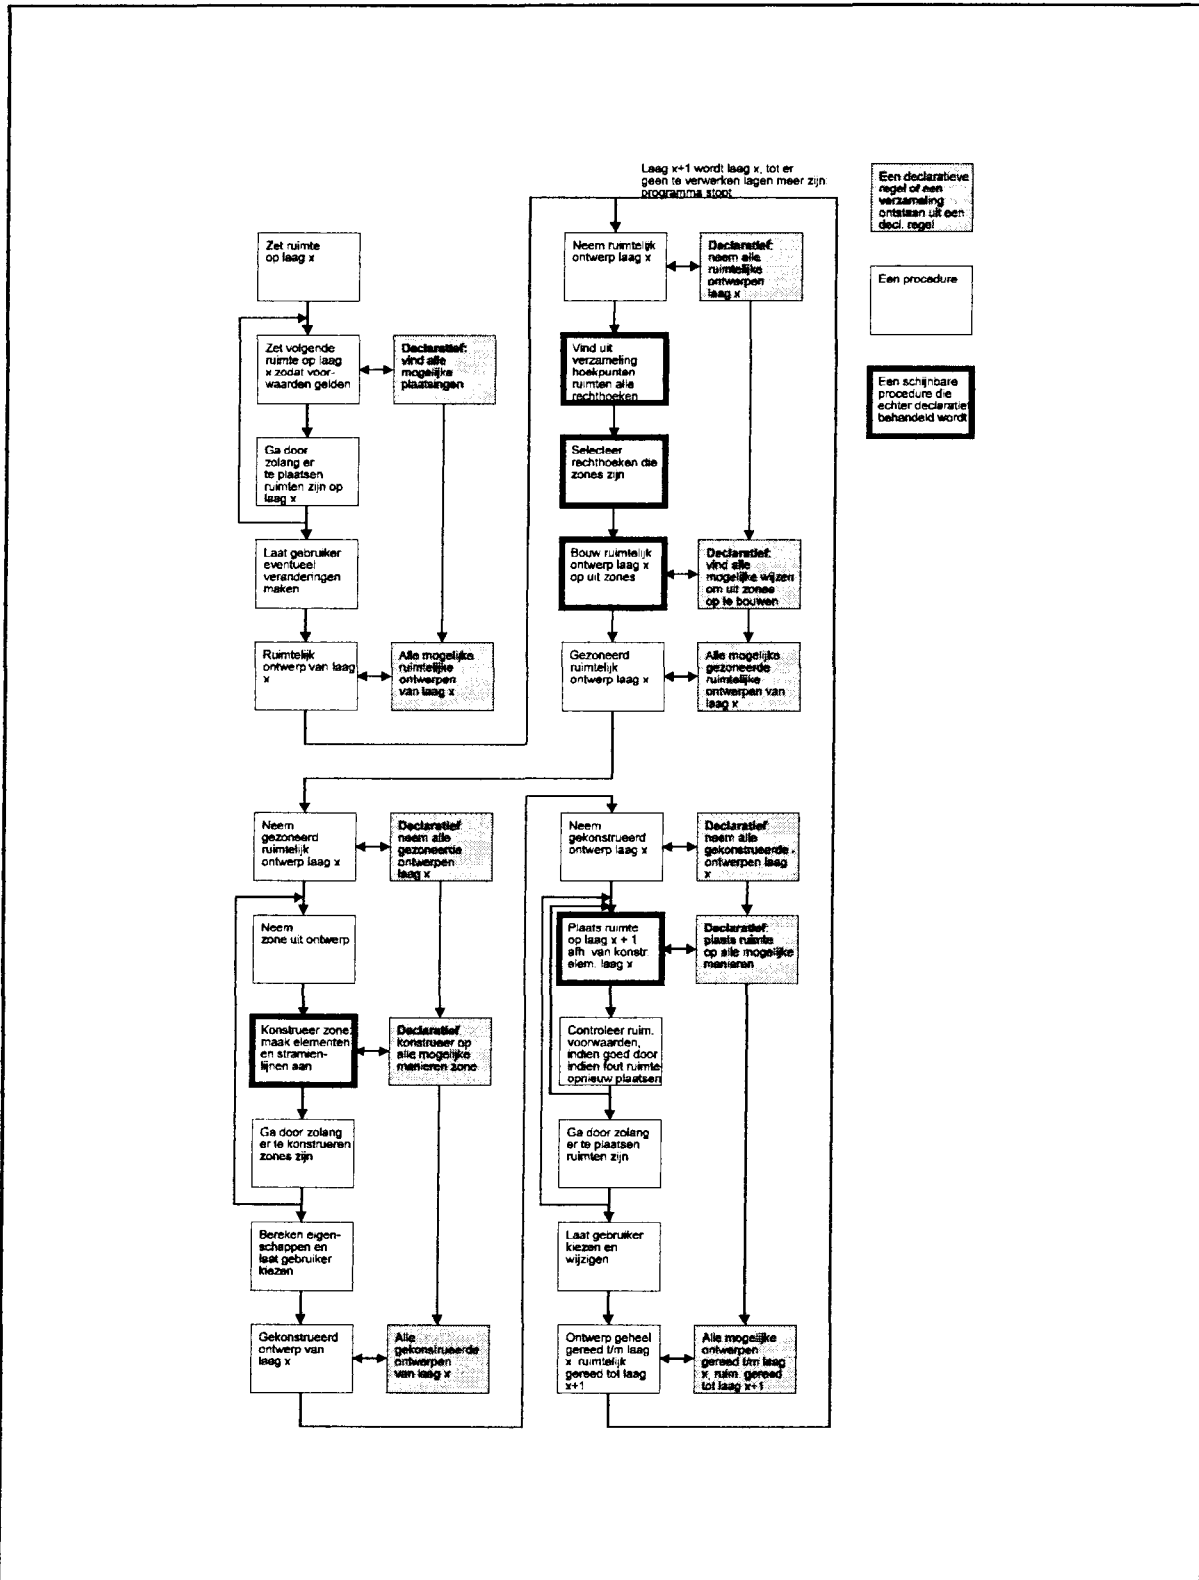 Laag x+1 wordt laag x, tot er
geen te verwerken lagen meer zijn:
programma stopt
Een declaratieve
regel of een
verzameling
ontstaan uit een
decl. regel
Een procedure
Een schijnbare
procedure die
echter declaratief
behandeld wordt
Zet ruimte
op laag x
Zet volgende
ruimte op laag
x zodat voor-
waarden gelden
Declaratief:
vind alle
mogelijke
plaatsingen
Ga door
zolang er
te plaatsen
ruimten zijn op
laag x
Laat gebruiker
eventueel
veranderingen
maken
Ruimtelijk
ontwerp van laag
x
Alle mogelijke
ruimtelijke
ontwerpen
van laag x
Neem ruimtelijk
ontwerp laag x
Declaratief:
neem alle
ruimtelijke
ontwerpen
laag x
Vind uit
verzameling
hoekpunten
ruimten alle
rechthoeken
Selecteer
rechthoeken die
zones zijn
Bouw ruimtelijk
ontwerp laag x
op uit zones
Declaratief:
vind alle
mogelijke wijzen
om uit zones
op te bouwen
Gezoneerd
ruimtelijk
ontwerp laag x
Alle mogelijke
gezoneerde
ruimtelijke
ontwerpen van
laag x
Neem
gezoneerd
ruimtelijk
ontwerp laag x
Declaratief
neem alle
gezoneerde
ontwerpen
laag x
Neem
zone uit ontwerp
Konstrueer zone:
maak elementen
en stramien-
lijnen aan
Declaratief
konstrueer op
alle mogelijke
manieren zone
Ga door zolang
er te konstrueren
zones zijn
Bereken eigen-
schappen en
laat gebruiker
kiezen
Gekonstrueerd
ontwerp van
laag x
Alle
gekonstrueerde
ontwerpen
van laag x
Neem
gekonstrueerd
ontwerp laag x
Declaratief
neem alle
gekonstrueerde
ontwerpen laag
x
Plaats ruimte
op laag x + 1
afh. van konstr.
elem. laag x
Declaratief:
plaats ruimte
op alle mogelijke
manieren
Controleer ruim.
voorwaarden,
indien goed door
indien fout ruimte
opnieuw plaatsen
Ga door zolang
er te plaatsen
ruimten zijn
Laat gebruiker
kiezen en
wijzigen
Ontwerp geheel
gereed t/m laag
x ruimtelijk
gereed tot laag
x+1
Alle mogelijke
ontwerpen
gereed t/m laag
x, ruim. gereed
tot laag x+1